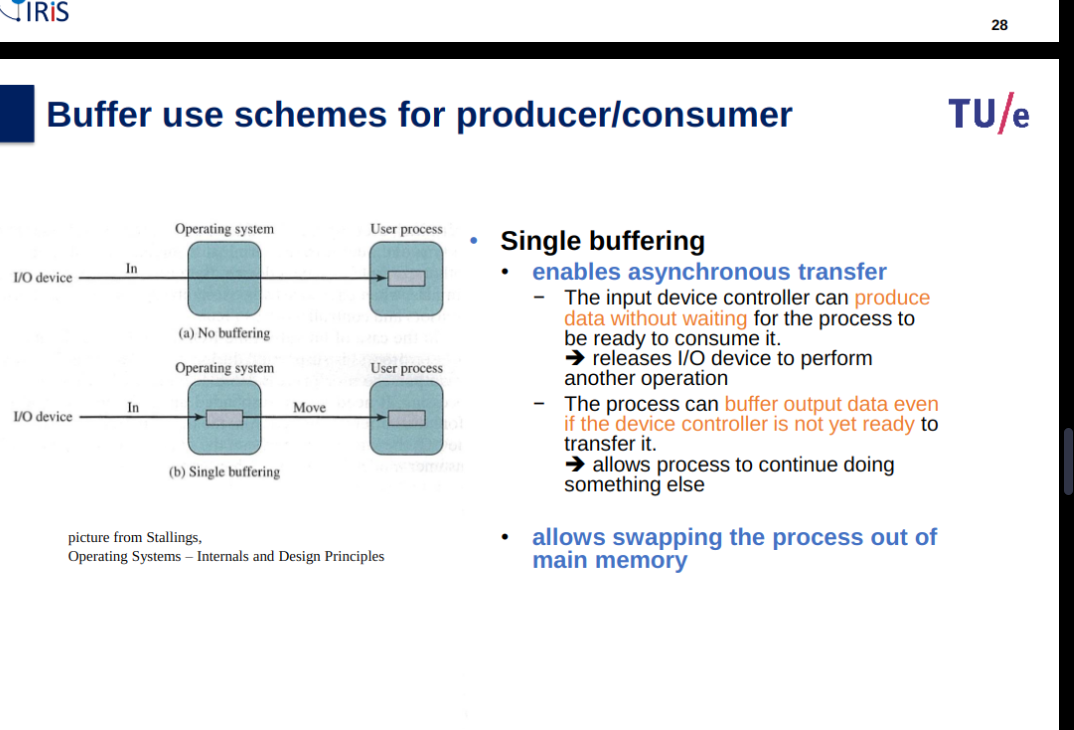 IRiS
28
Buffer use schemes for producer/consumer
TU/e
Operating system
User process
I/O device
In
(a) No buffering
Operating system
User process
I/O device
In
Move
(b) Single buffering
picture from Stallings,
Operating Systems – Internals and Design Principles
• Single buffering
• enables asynchronous transfer
– The input device controller can produce
data without waiting for the process to
be ready to consume it.
➔ releases I/O device to perform
another operation
– The process can buffer output data even
if the device controller is not yet ready to
transfer it.
➔ allows process to continue doing
something else
• allows swapping the process out of
main memory